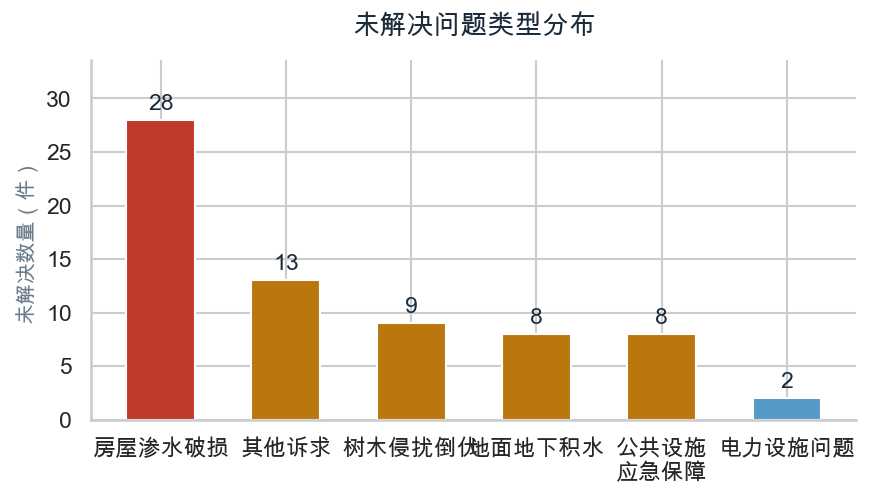 未解决问题类型分布
未解决数量（件）
30
25
20
15
10
5
0
28
13
9
8
8
2
房屋渗水破损
其他诉求
树木侵扰倒伏
地面地下积水
公共设施
应急保障
电力设施问题